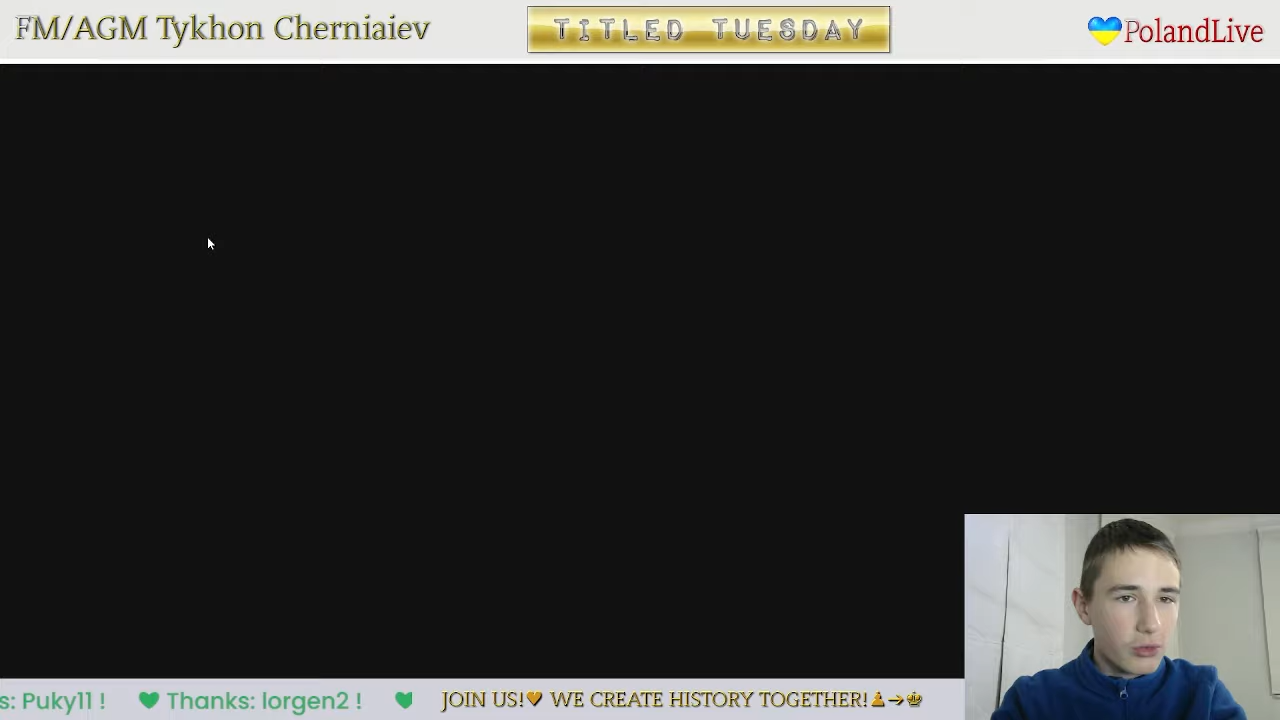 FM/AGM Tykhon Cherniaiev
TITLED TUESDAY
PolandLive
s: Puky11 ! Thanks: lorgen2 !
JOIN US! WE CREATE HISTORY TOGETHER!